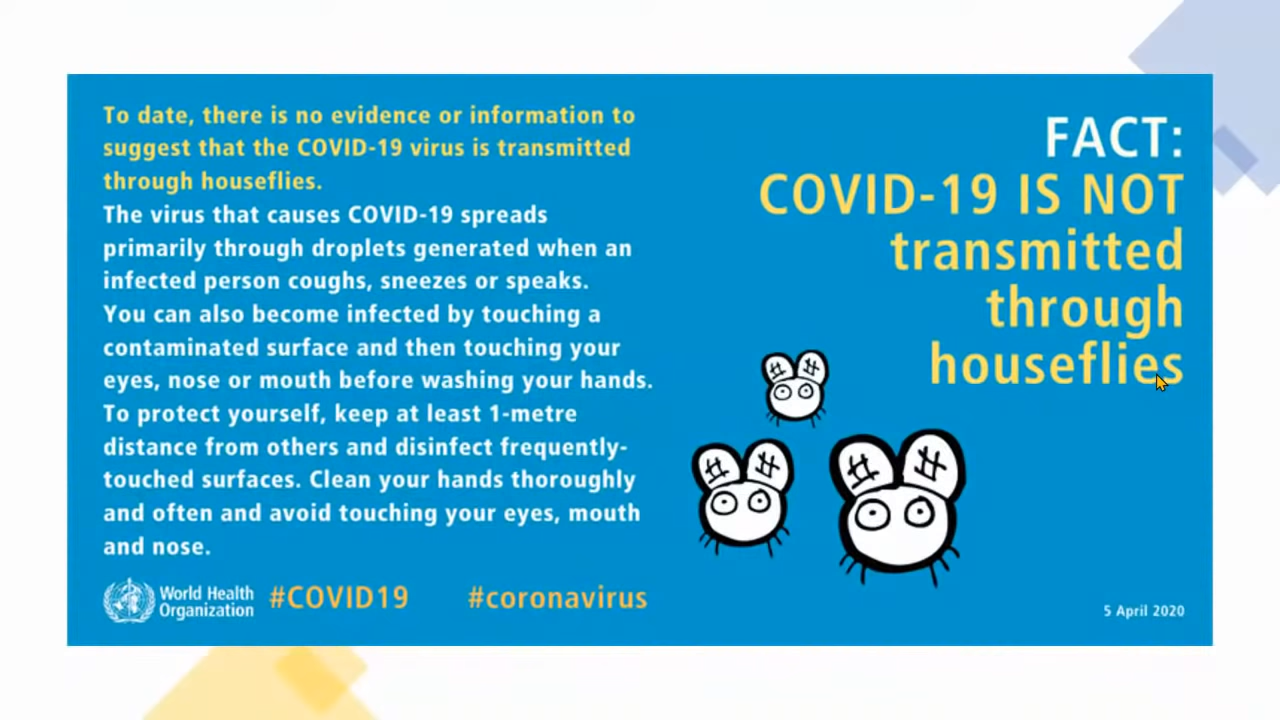 To date, there is no evidence or information to
suggest that the COVID-19 virus is transmitted
through houseflies.
The virus that causes COVID-19 spreads
primarily through droplets generated when an
infected person coughs, sneezes or speaks.
You can also become infected by touching a
contaminated surface and then touching your
eyes, nose or mouth before washing your hands.
To protect yourself, keep at least 1-metre
distance from others and disinfect frequently-
touched surfaces. Clean your hands thoroughly
and often and avoid touching your eyes, mouth
and nose.
World Health
Organization
#COVID19 #coronavirus
FACT:
COVID-19 IS NOT
transmitted
through
houseflies
5 April 2020